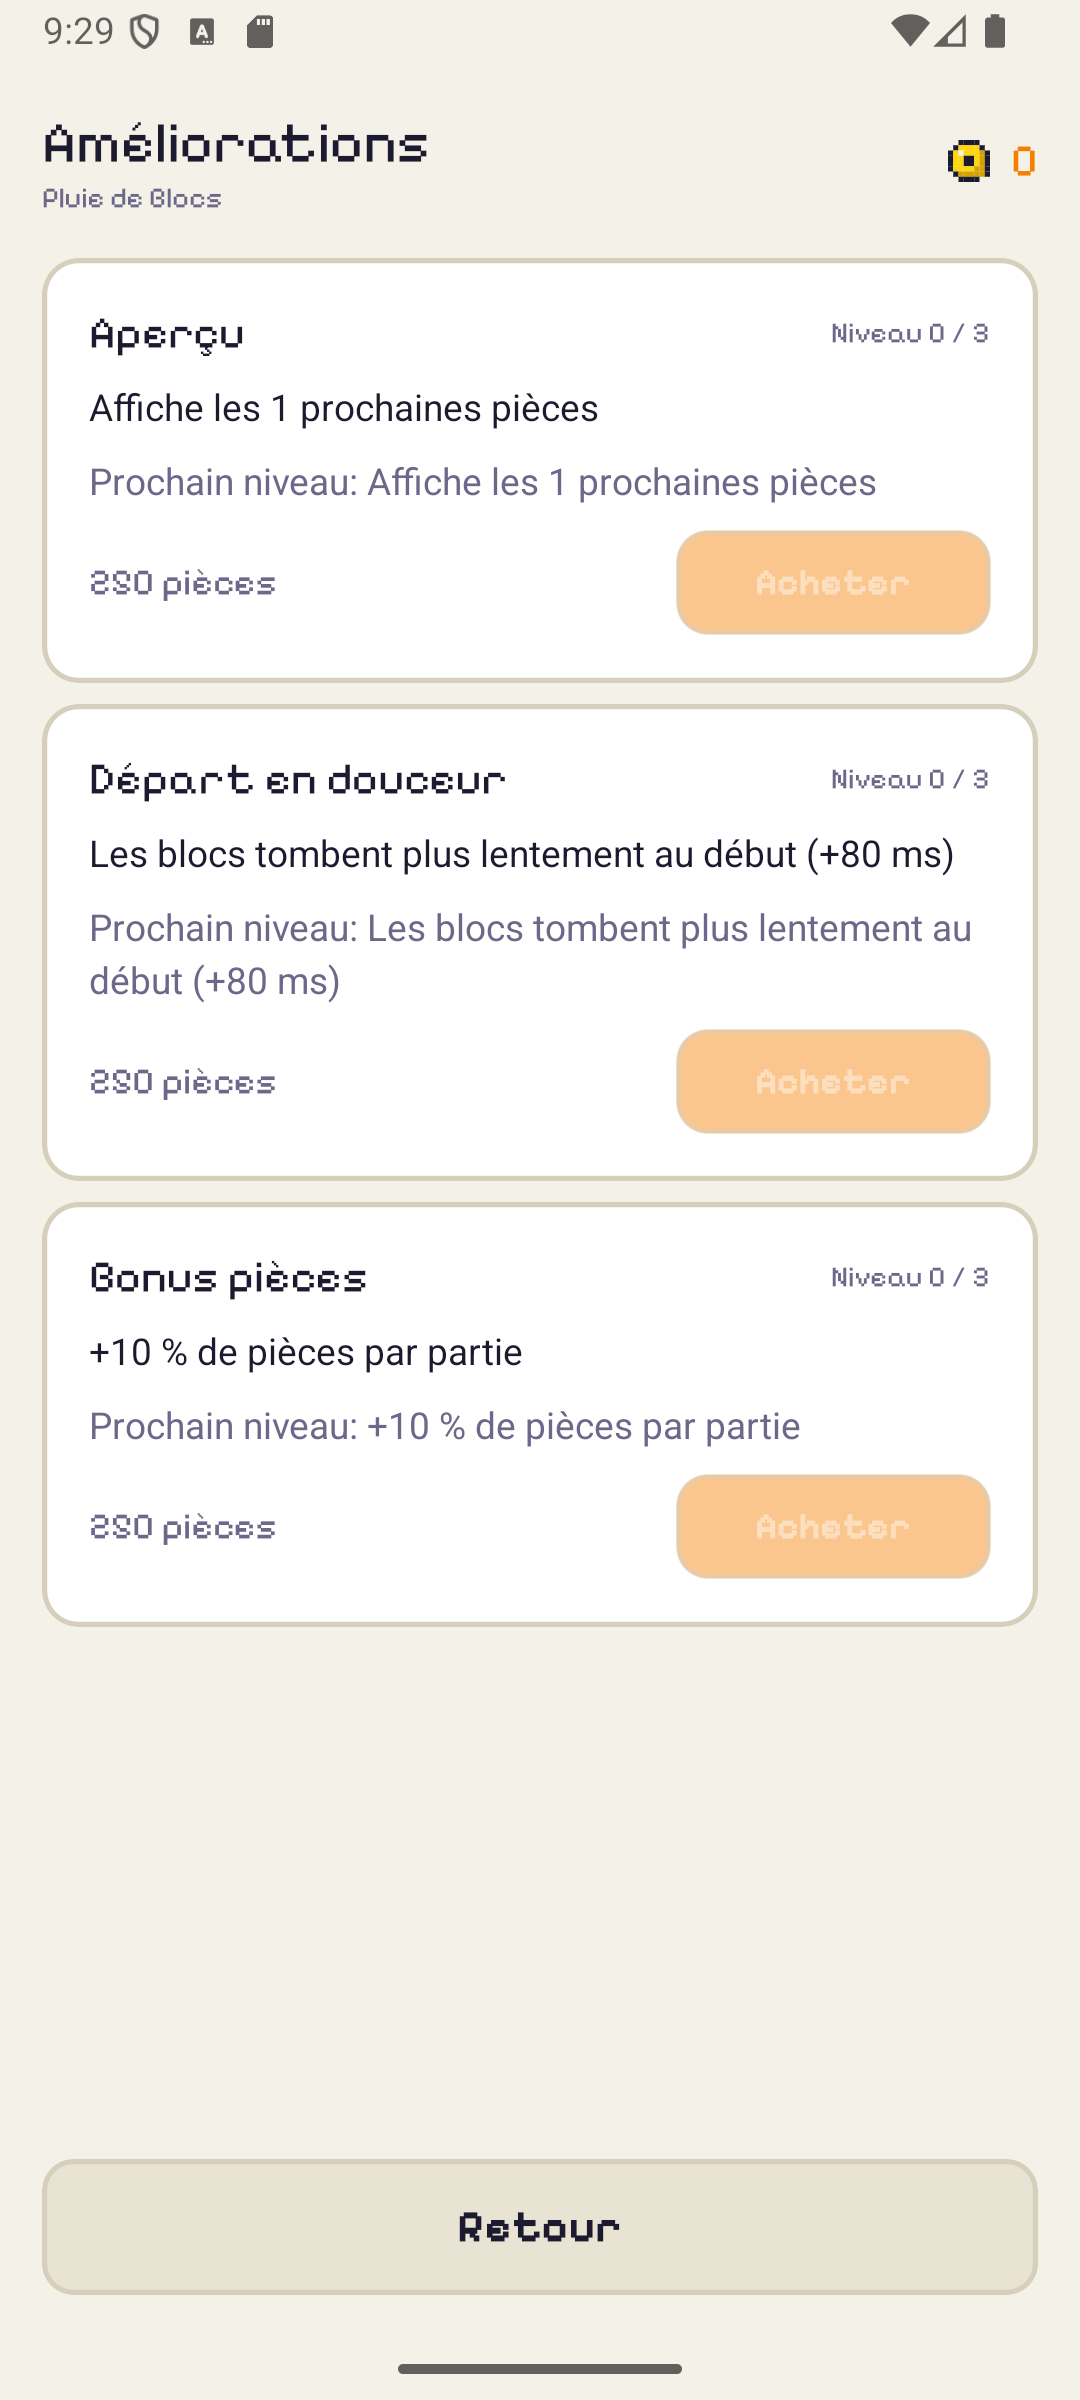 9:29
Améliorations
0
Pluie de Blocs
Aperçu
Niveau 0 / 3
Affiche les 1 prochaines pièces
Prochain niveau: Affiche les 1 prochaines pièces
280 pièces
Acheter
Départ en douceur
Niveau 0 / 3
Les blocs tombent plus lentement au début (+80 ms)
Prochain niveau: Les blocs tombent plus lentement au
début (+80 ms)
280 pièces
Acheter
Bonus pièces
Niveau 0 / 3
+10 % de pièces par partie
Prochain niveau: +10 % de pièces par partie
280 pièces
Acheter
Retour